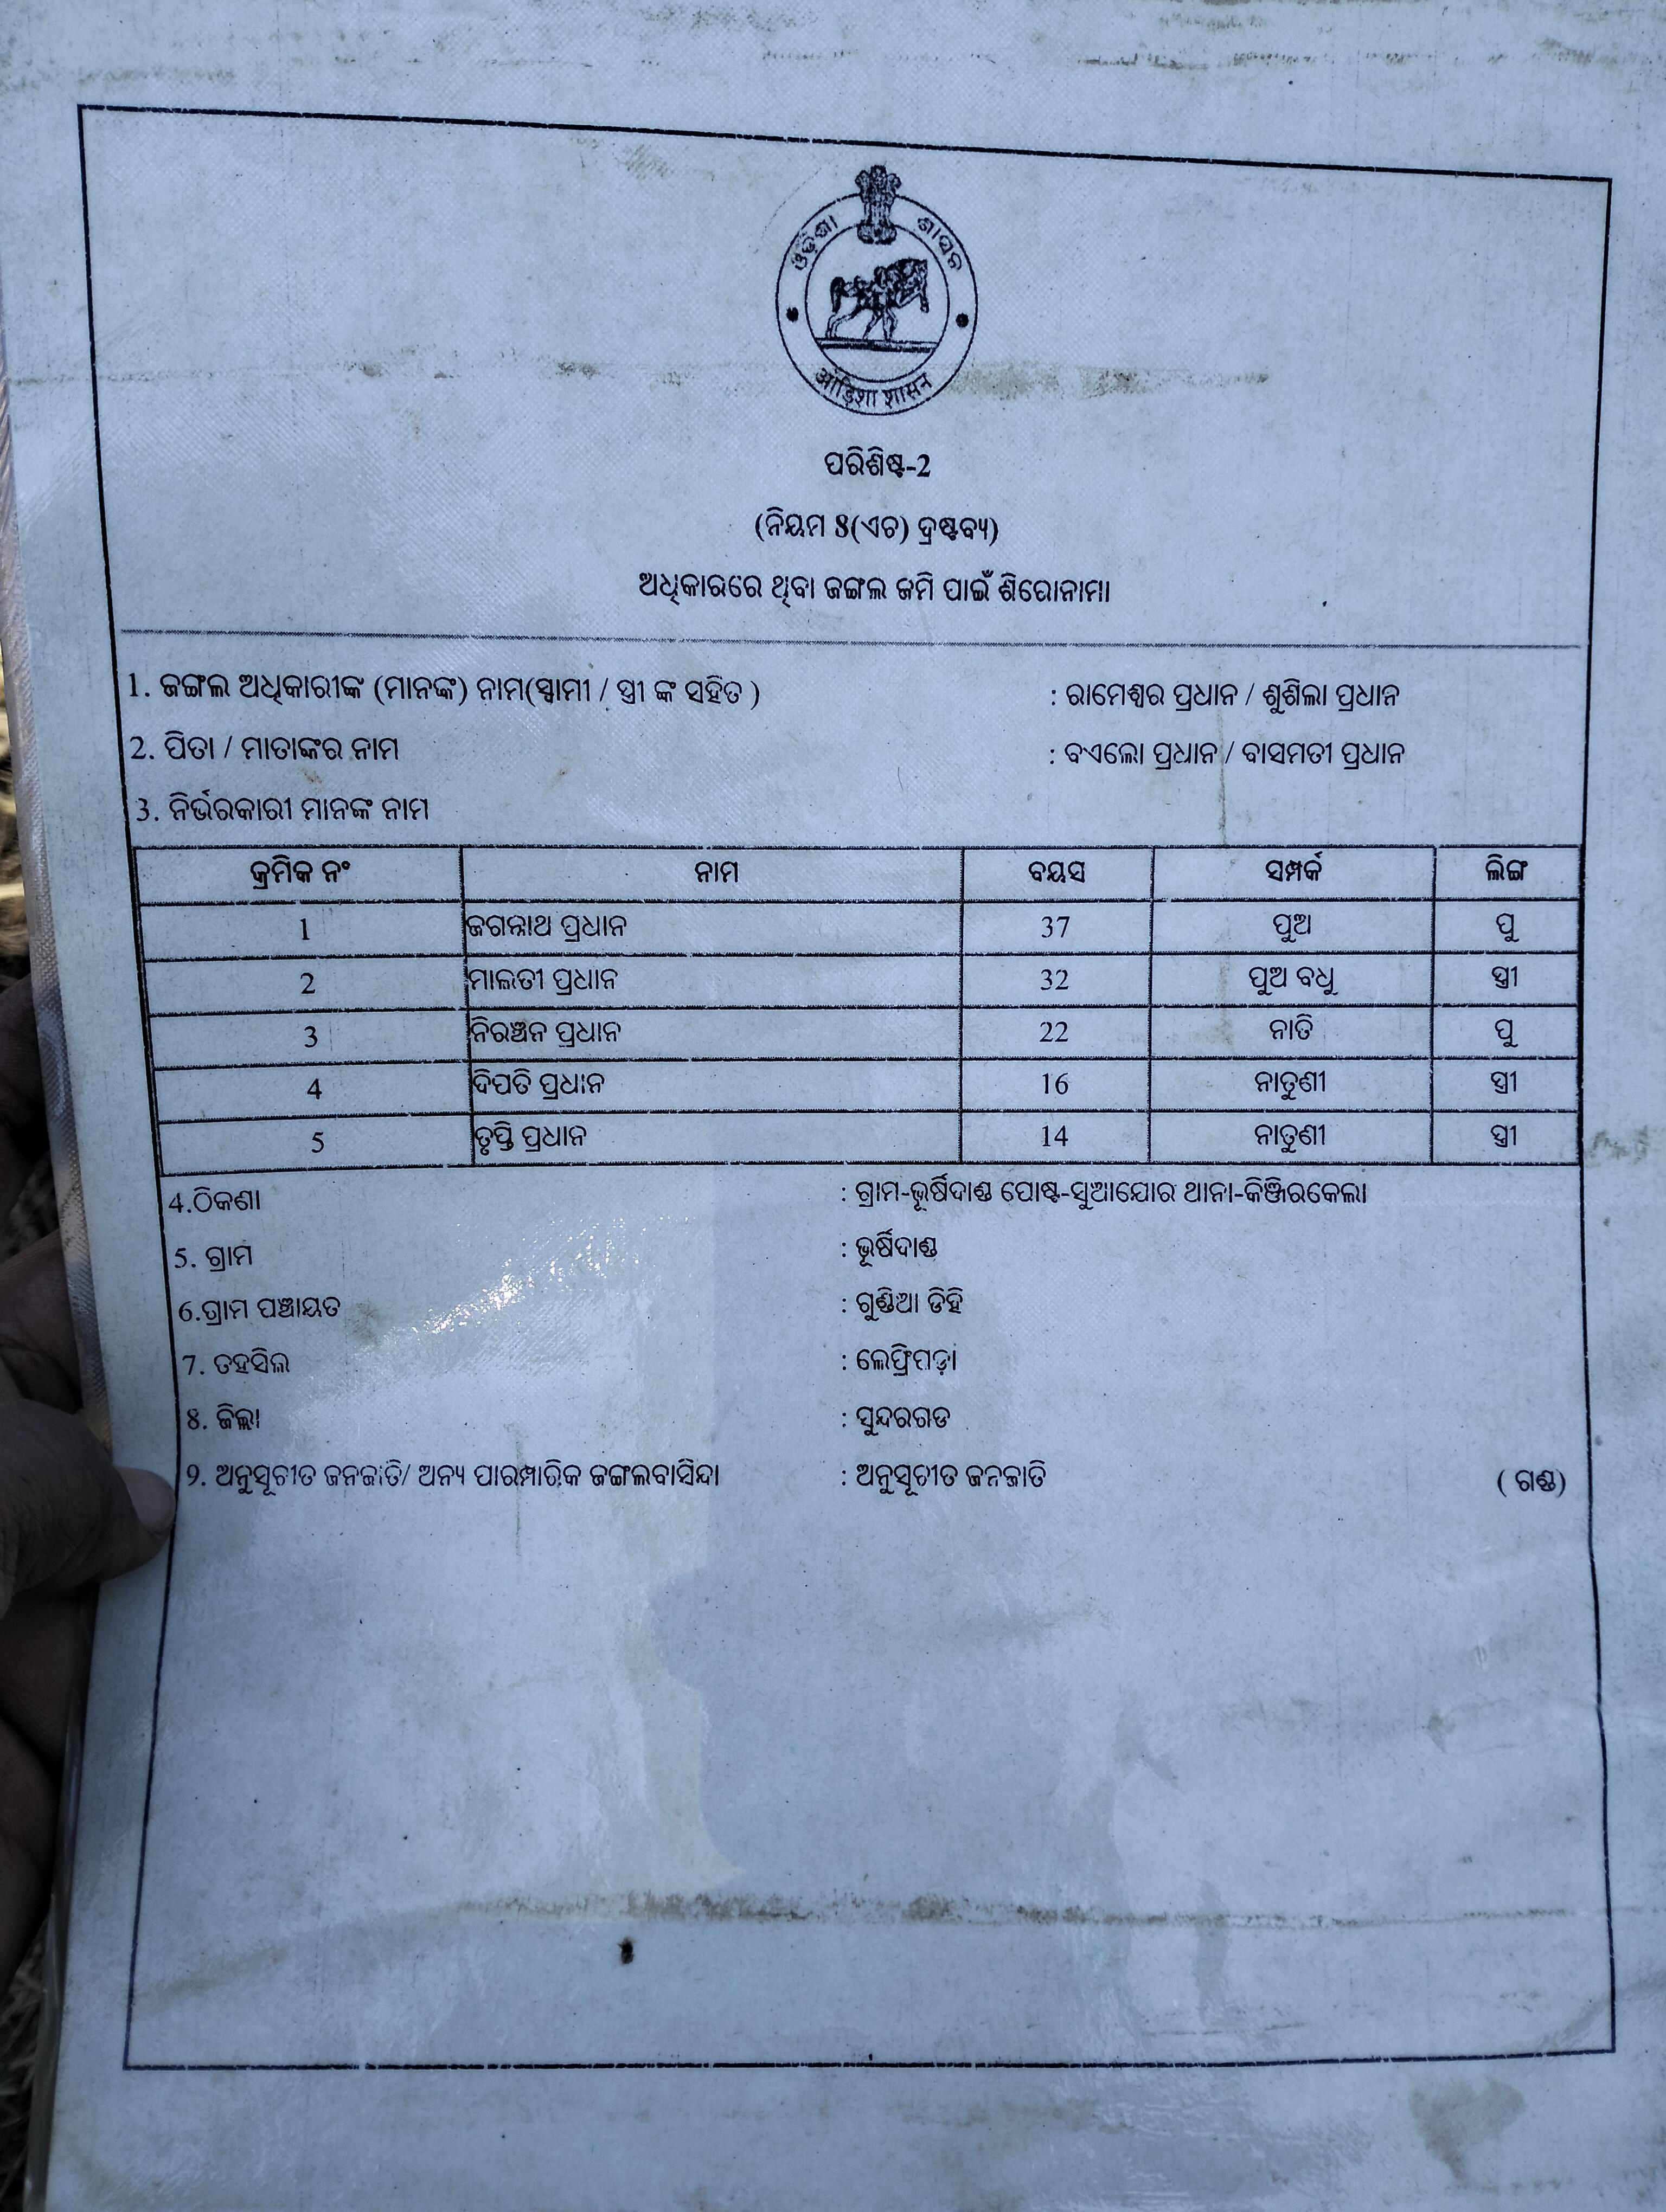 ଓଡ଼ିଶା ଶାସନ
ओड़िशा शासन
ପରିଶିଷ୍ଟ-2
(ନିୟମ 8(ଏଚ) ଦ୍ରଷ୍ଟବ୍ୟ)
ଅଧିକାରରେ ଥିବା ଜଙ୍ଗଲ ଜମି ପାଇଁ ଶିରୋନାମା
1. ଜଙ୍ଗଲ ଅଧିକାରୀଙ୍କ (ମାନଙ୍କ) ନାମ(ସ୍ୱାମୀ / ସ୍ତ୍ରୀ ଙ୍କ ସହିତ ) : ରାମେଶ୍ୱର ପ୍ରଧାନ / ଶୁଶିଲା ପ୍ରଧାନ
2. ପିତା / ମାତାଙ୍କର ନାମ : ବଏଲୋ ପ୍ରଧାନ / ବାସମତୀ ପ୍ରଧାନ
3. ନିର୍ଭରକାରୀ ମାନଙ୍କ ନାମ
କ୍ରମିକ ନଂ ନାମ ବୟସ ସମ୍ପର୍କ ଲିଙ୍ଗ
1 ଜଗନ୍ନାଥ ପ୍ରଧାନ 37 ପୁଅ ପୁ
2 ମାଲତୀ ପ୍ରଧାନ 32 ପୁଅ ବଧୁ ସ୍ତ୍ରୀ
3 ନିରଞ୍ଚନ ପ୍ରଧାନ 22 ନାତି ପୁ
4 ଦିପତି ପ୍ରଧାନ 16 ନାତୁଣୀ ସ୍ତ୍ରୀ
5 ତୃପ୍ତି ପ୍ରଧାନ 14 ନାତୁଣୀ ସ୍ତ୍ରୀ
4.ଠିକଣା : ଗ୍ରାମ-ଭୂର୍ଷିଦାଣ୍ଡ ପୋଷ୍ଟ-ସୁଆଯୋର ଥାନା-କିଞ୍ଜିରକେଲା
5. ଗ୍ରାମ : ଭୂର୍ଷିଦାଣ୍ଡ
6.ଗ୍ରାମ ପଞ୍ଚାୟତ : ଗୁଣ୍ଡିଆ ଡିହି
7. ତହସିଲ : ଲେଫ୍ରିପଡ଼ା
8. ଜିଲ୍ଲା : ସୁନ୍ଦରଗଡ
9. ଅନୁସୂଚୀତ ଜନଜାତି/ ଅନ୍ୟ ପାରମ୍ପାରିକ ଜଙ୍ଗଲବାସିନ୍ଦା : ଅନୁସୂଚୀତ ଜନଜାତି ( ଗଣ୍ଡ)